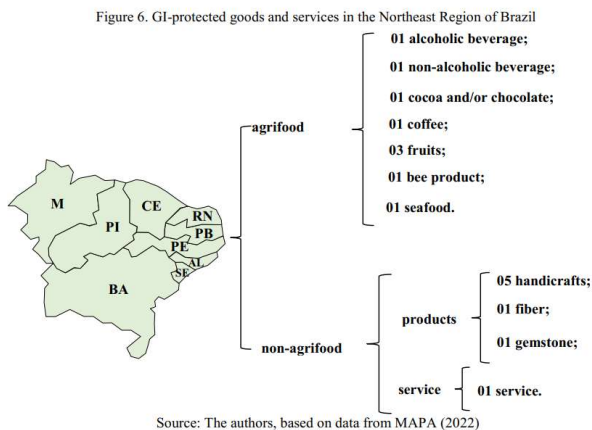 Figure 6. GI-protected goods and services in the Northeast Region of Brazil
01 alcoholic beverage;
01 non-alcoholic beverage;
01 cocoa and/or chocolate;
agrifood
01 coffee;
03 fruits;
01 bee product;
01 seafood.
M
CE
RN
PI
PB
PE
AL
SE
BA
05 handicrafts;
products
01 fiber;
01 gemstone;
non-agrifood
service
01 service.
Source: The authors, based on data from MAPA (2022)